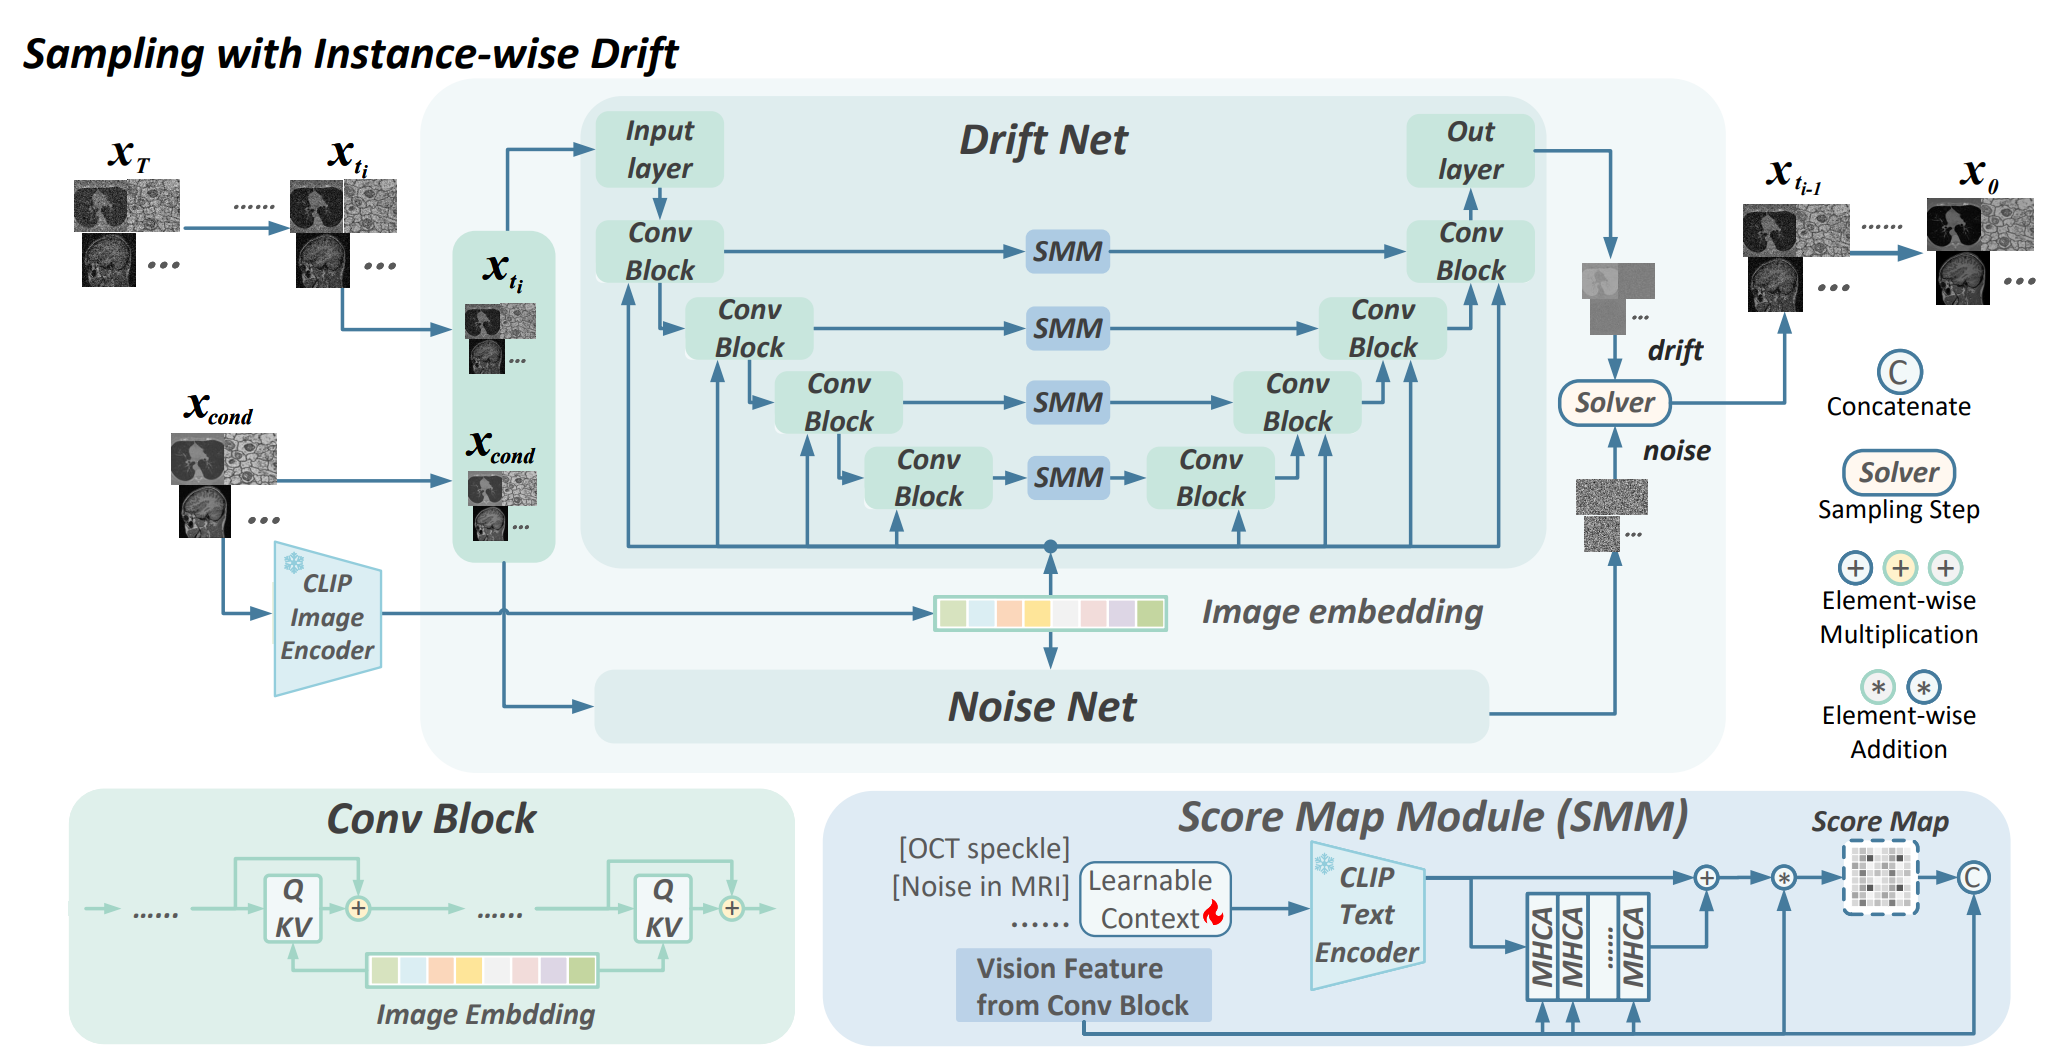 Sampling with Instance-wise Drift
x_T
......
x_{t_i}
...
...
x_cond
...
CLIP
Image
Encoder
x_{t_i}
...
x_cond
...
Drift Net
Input
layer
Out
layer
Conv
Block
SMM
Conv
Block
Conv
Block
SMM
Conv
Block
Conv
Block
SMM
Conv
Block
Conv
Block
SMM
Conv
Block
Image embedding
Noise Net
...
drift
Solver
noise
...
x_{t_{i-1}}
......
x_0
...
...
C
Concatenate
Solver
Sampling Step
+ + +
Element-wise
Multiplication
* *
Element-wise
Addition
Conv Block
......
Q
KV
+
......
Q
KV
+
Image Embdding
Score Map Module (SMM)
[OCT speckle]
[Noise in MRI]
......
Learnable
Context
Vision Feature
from Conv Block
CLIP
Text
Encoder
MHCA
MHCA
......
MHCA
+
*
Score Map
C